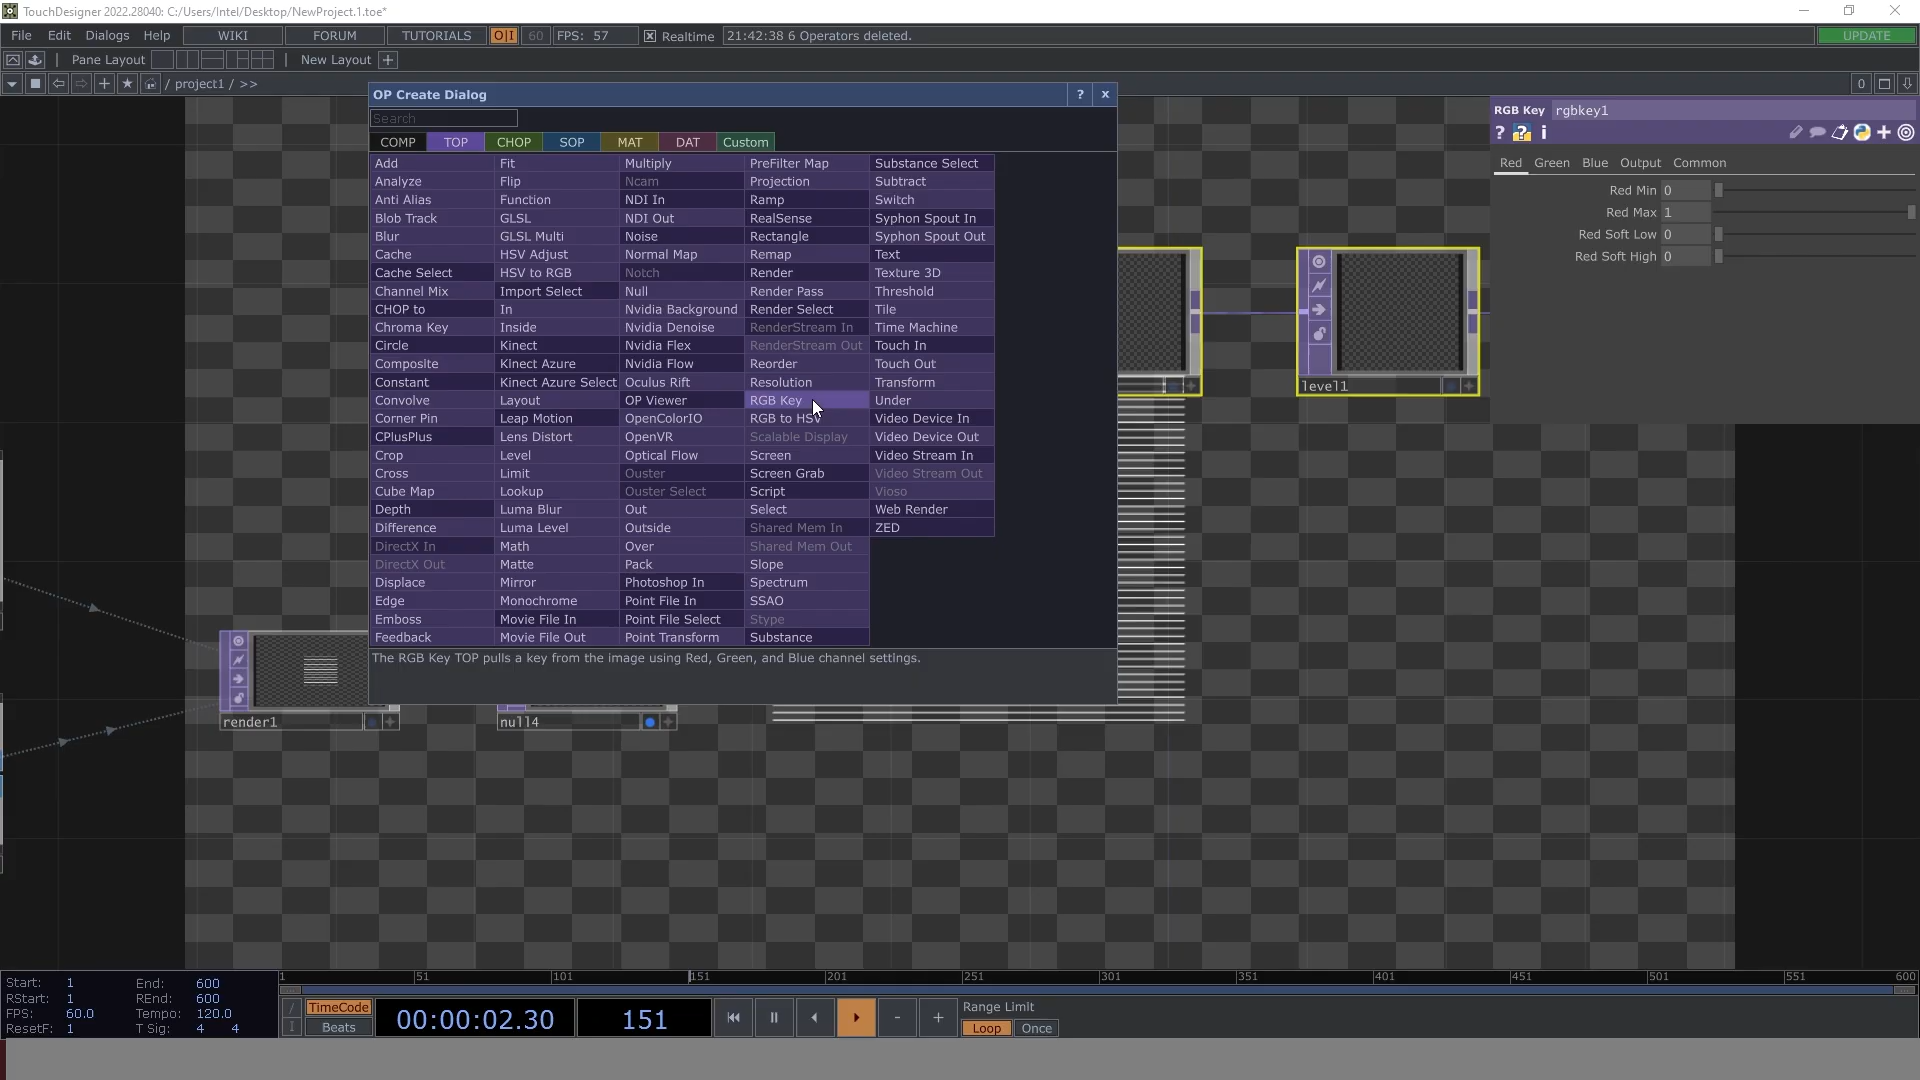 TouchDesigner 2022.28040: C:/Users/Intel/Desktop/NewProject.1.toe*
File Edit Dialogs Help WIKI FORUM TUTORIALS O|I 60 FPS: 57 Realtime 21:42:38 6 Operators deleted. UPDATE
Pane Layout New Layout +
/ project1 / >> 0
OP Create Dialog ? x
Search
COMP TOP CHOP SOP MAT DAT Custom
Add Fit Multiply PreFilter Map Substance Select
Analyze Flip Ncam Projection Subtract
Anti Alias Function NDI In Ramp Switch
Blob Track GLSL NDI Out RealSense Syphon Spout In
Blur GLSL Multi Noise Rectangle Syphon Spout Out
Cache HSV Adjust Normal Map Remap Text
Cache Select HSV to RGB Notch Render Texture 3D
Channel Mix Import Select Null Render Pass Threshold
CHOP to In Nvidia Background Render Select Tile
Chroma Key Inside Nvidia Denoise RenderStream In Time Machine
Circle Kinect Nvidia Flex RenderStream Out Touch In
Composite Kinect Azure Nvidia Flow Reorder Touch Out
Constant Kinect Azure Select Oculus Rift Resolution Transform
Convolve Layout OP Viewer RGB Key Under
Corner Pin Leap Motion OpenColorIO RGB to HSV Video Device In
CPlusPlus Lens Distort OpenVR Scalable Display Video Device Out
Crop Level Optical Flow Screen Video Stream In
Cross Limit Ouster Screen Grab Video Stream Out
Cube Map Lookup Ouster Select Script Vioso
Depth Luma Blur Out Select Web Render
Difference Luma Level Outside Shared Mem In ZED
DirectX In Math Over Shared Mem Out
DirectX Out Matte Pack Slope
Displace Mirror Photoshop In Spectrum
Edge Monochrome Point File In SSAO
Emboss Movie File In Point File Select Stype
Feedback Movie File Out Point Transform Substance
The RGB Key TOP pulls a key from the image using Red, Green, and Blue channel settings.
RGB Key rgbkey1
? ? i
Red Green Blue Output Common
Red Min 0
Red Max 1
Red Soft Low 0
Red Soft High 0
level1
render1
null4
Start: 1 End: 600
RStart: 1 REnd: 600
FPS: 60.0 Tempo: 120.0
ResetF: 1 T Sig: 4 4
1 51 101 151 201 251 301 351 401 451 501 551 600
TimeCode
Beats
00:00:02.30 151
- +
Range Limit
Loop Once